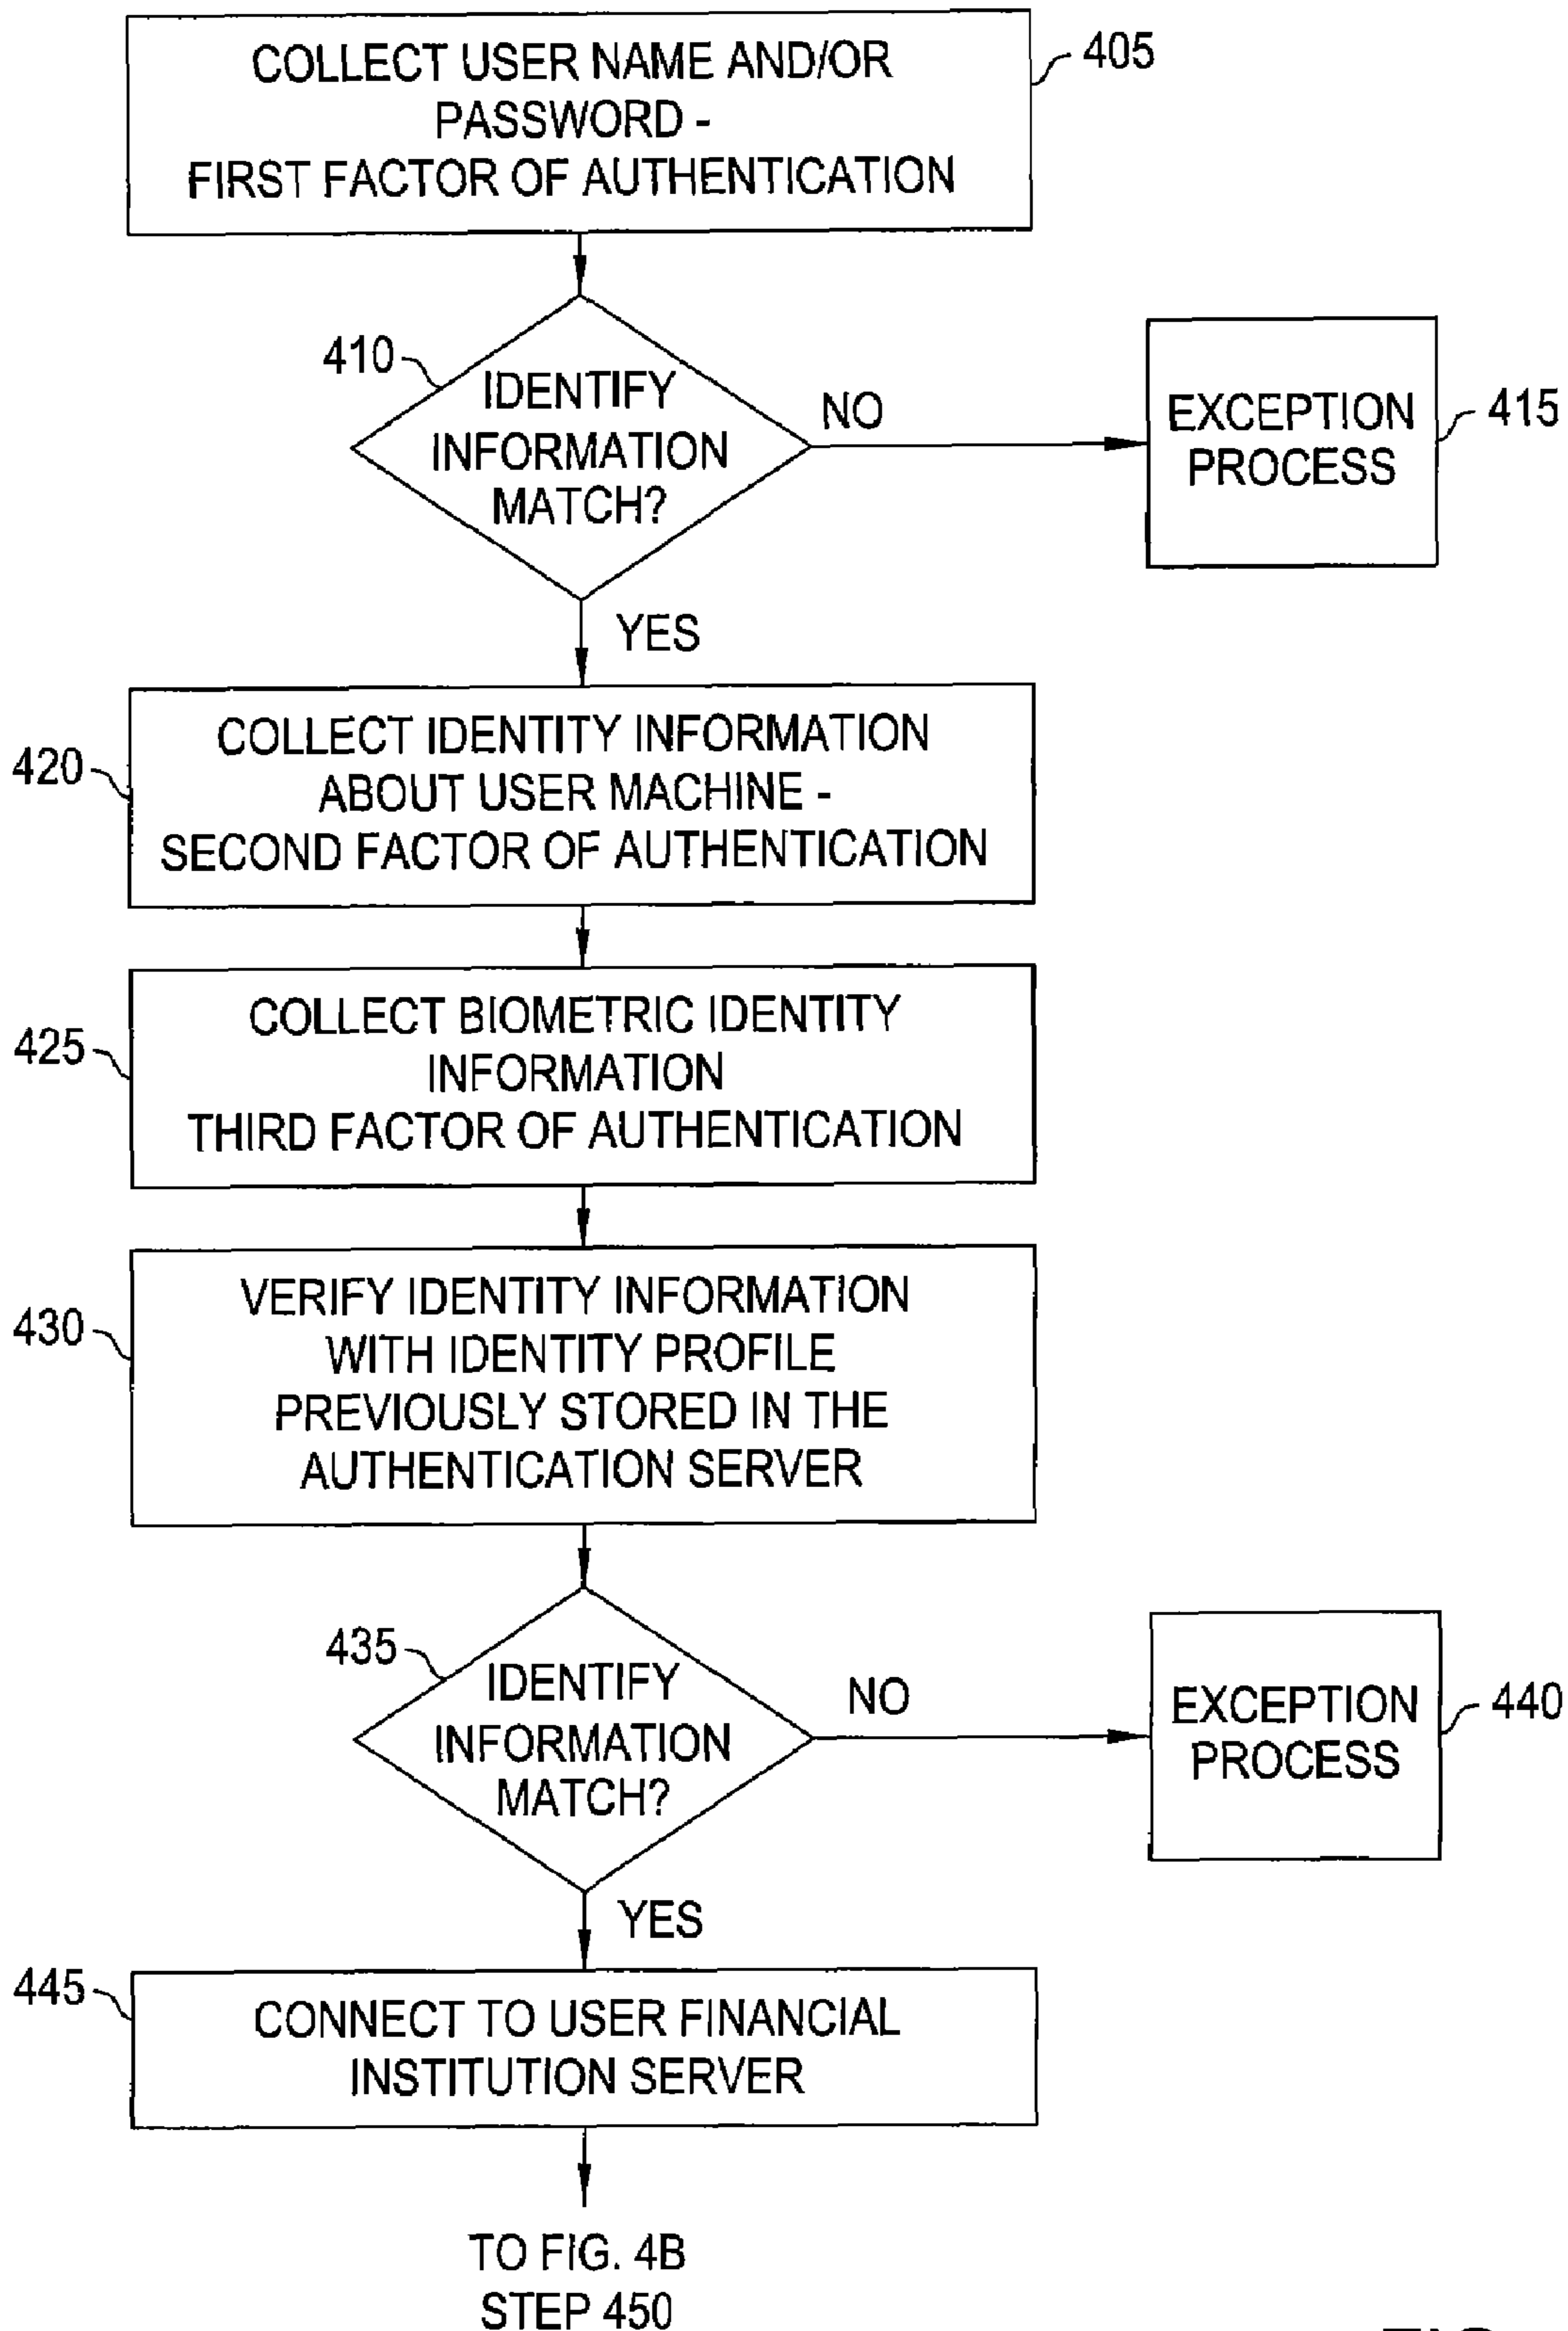 COLLECT USER NAME AND/OR
PASSWORD -
FIRST FACTOR OF AUTHENTICATION
405
410
IDENTIFY
INFORMATION
MATCH?
NO
EXCEPTION
PROCESS
415
YES
420
COLLECT IDENTITY INFORMATION
ABOUT USER MACHINE -
SECOND FACTOR OF AUTHENTICATION
425
COLLECT BIOMETRIC IDENTITY
INFORMATION
THIRD FACTOR OF AUTHENTICATION
430
VERIFY IDENTITY INFORMATION
WITH IDENTITY PROFILE
PREVIOUSLY STORED IN THE
AUTHENTICATION SERVER
435
IDENTIFY
INFORMATION
MATCH?
NO
EXCEPTION
PROCESS
440
YES
445
CONNECT TO USER FINANCIAL
INSTITUTION SERVER
TO FIG. 4B
STEP 450